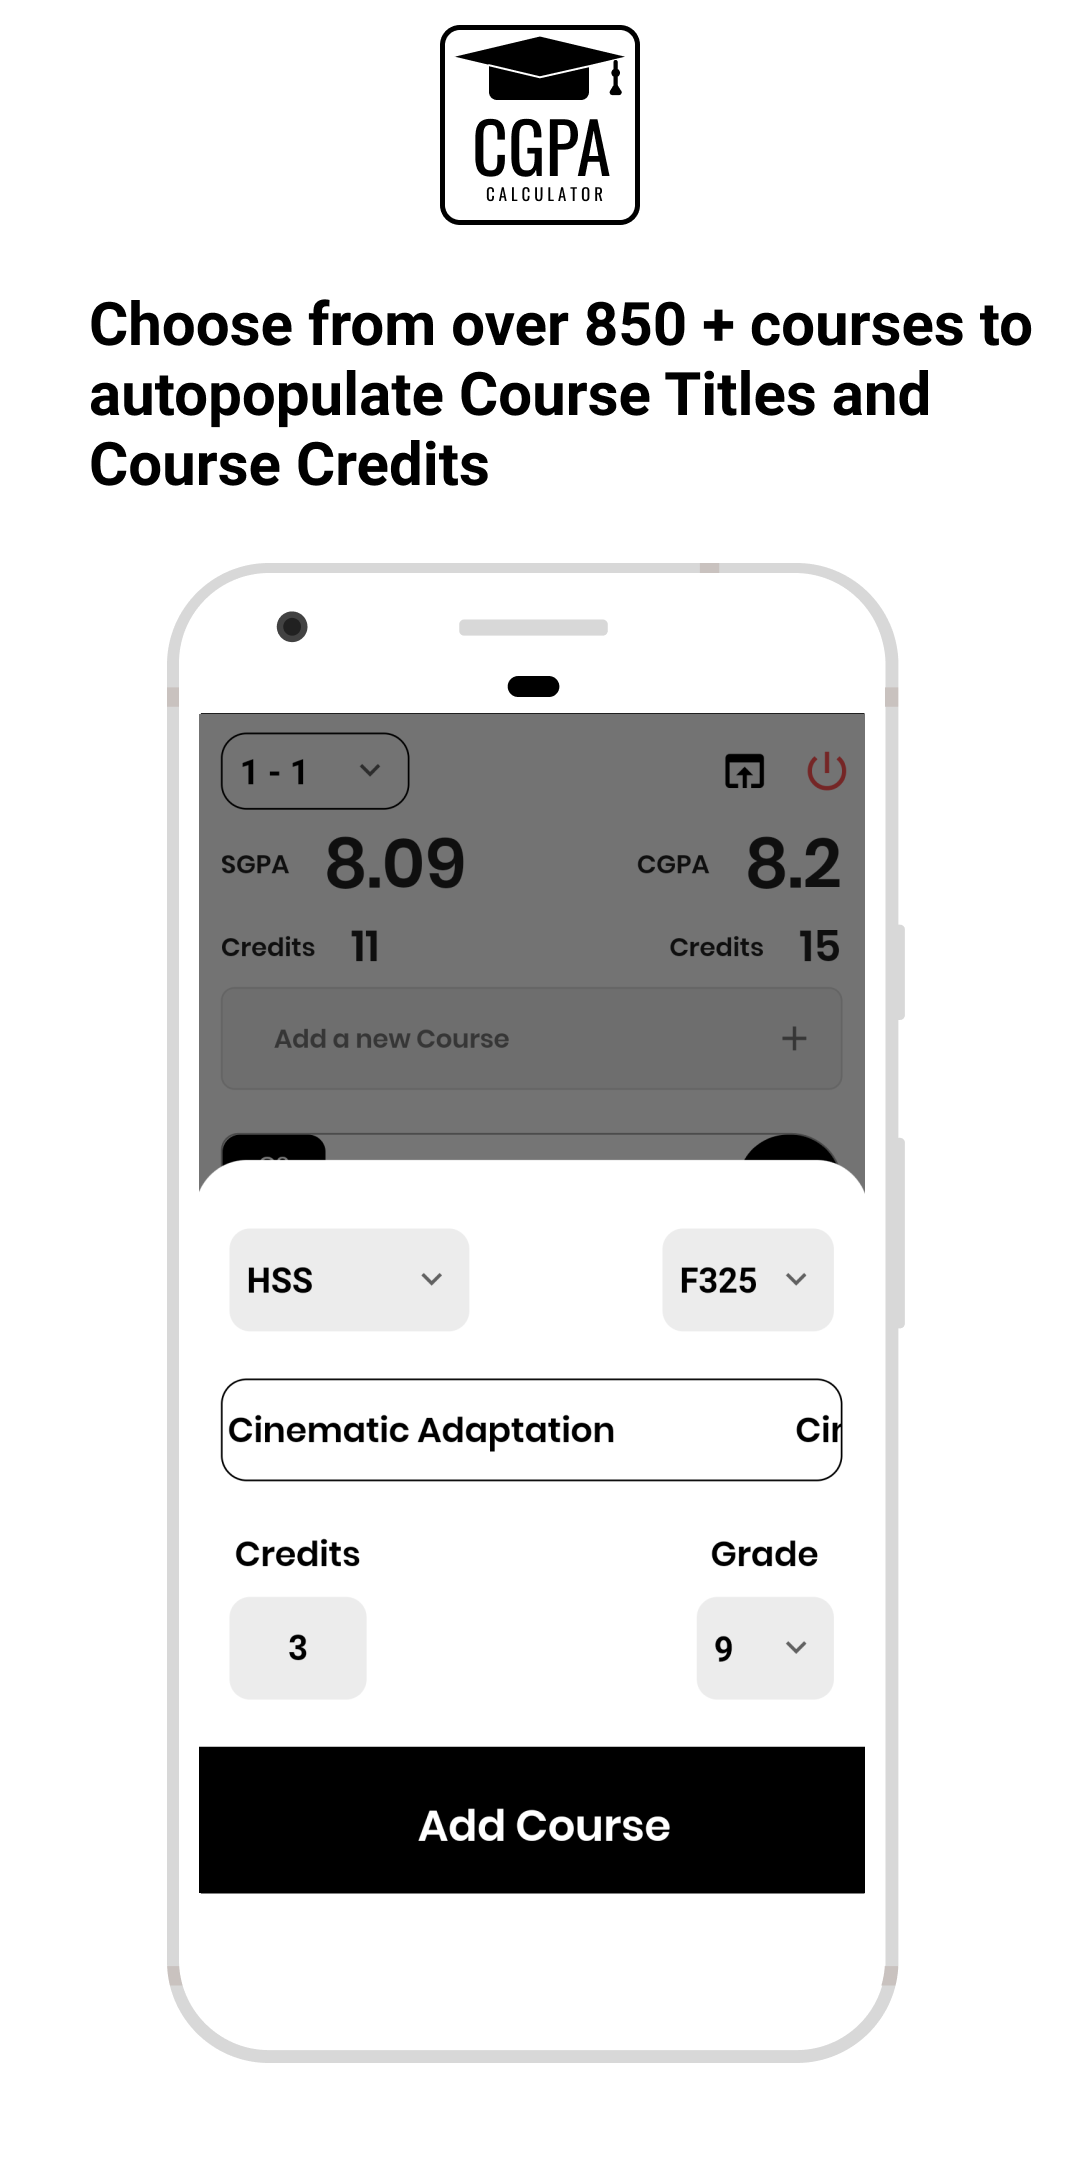 CGPA
CALCULATOR
Choose from over 850 + courses to
autopopulate Course Titles and
Course Credits
1 - 1
SGPA 8.09 CGPA 8.2
Credits 11 Credits 15
Add a new Course +
HSS F325
Cinematic Adaptation
Credits Grade
3 9
Add Course